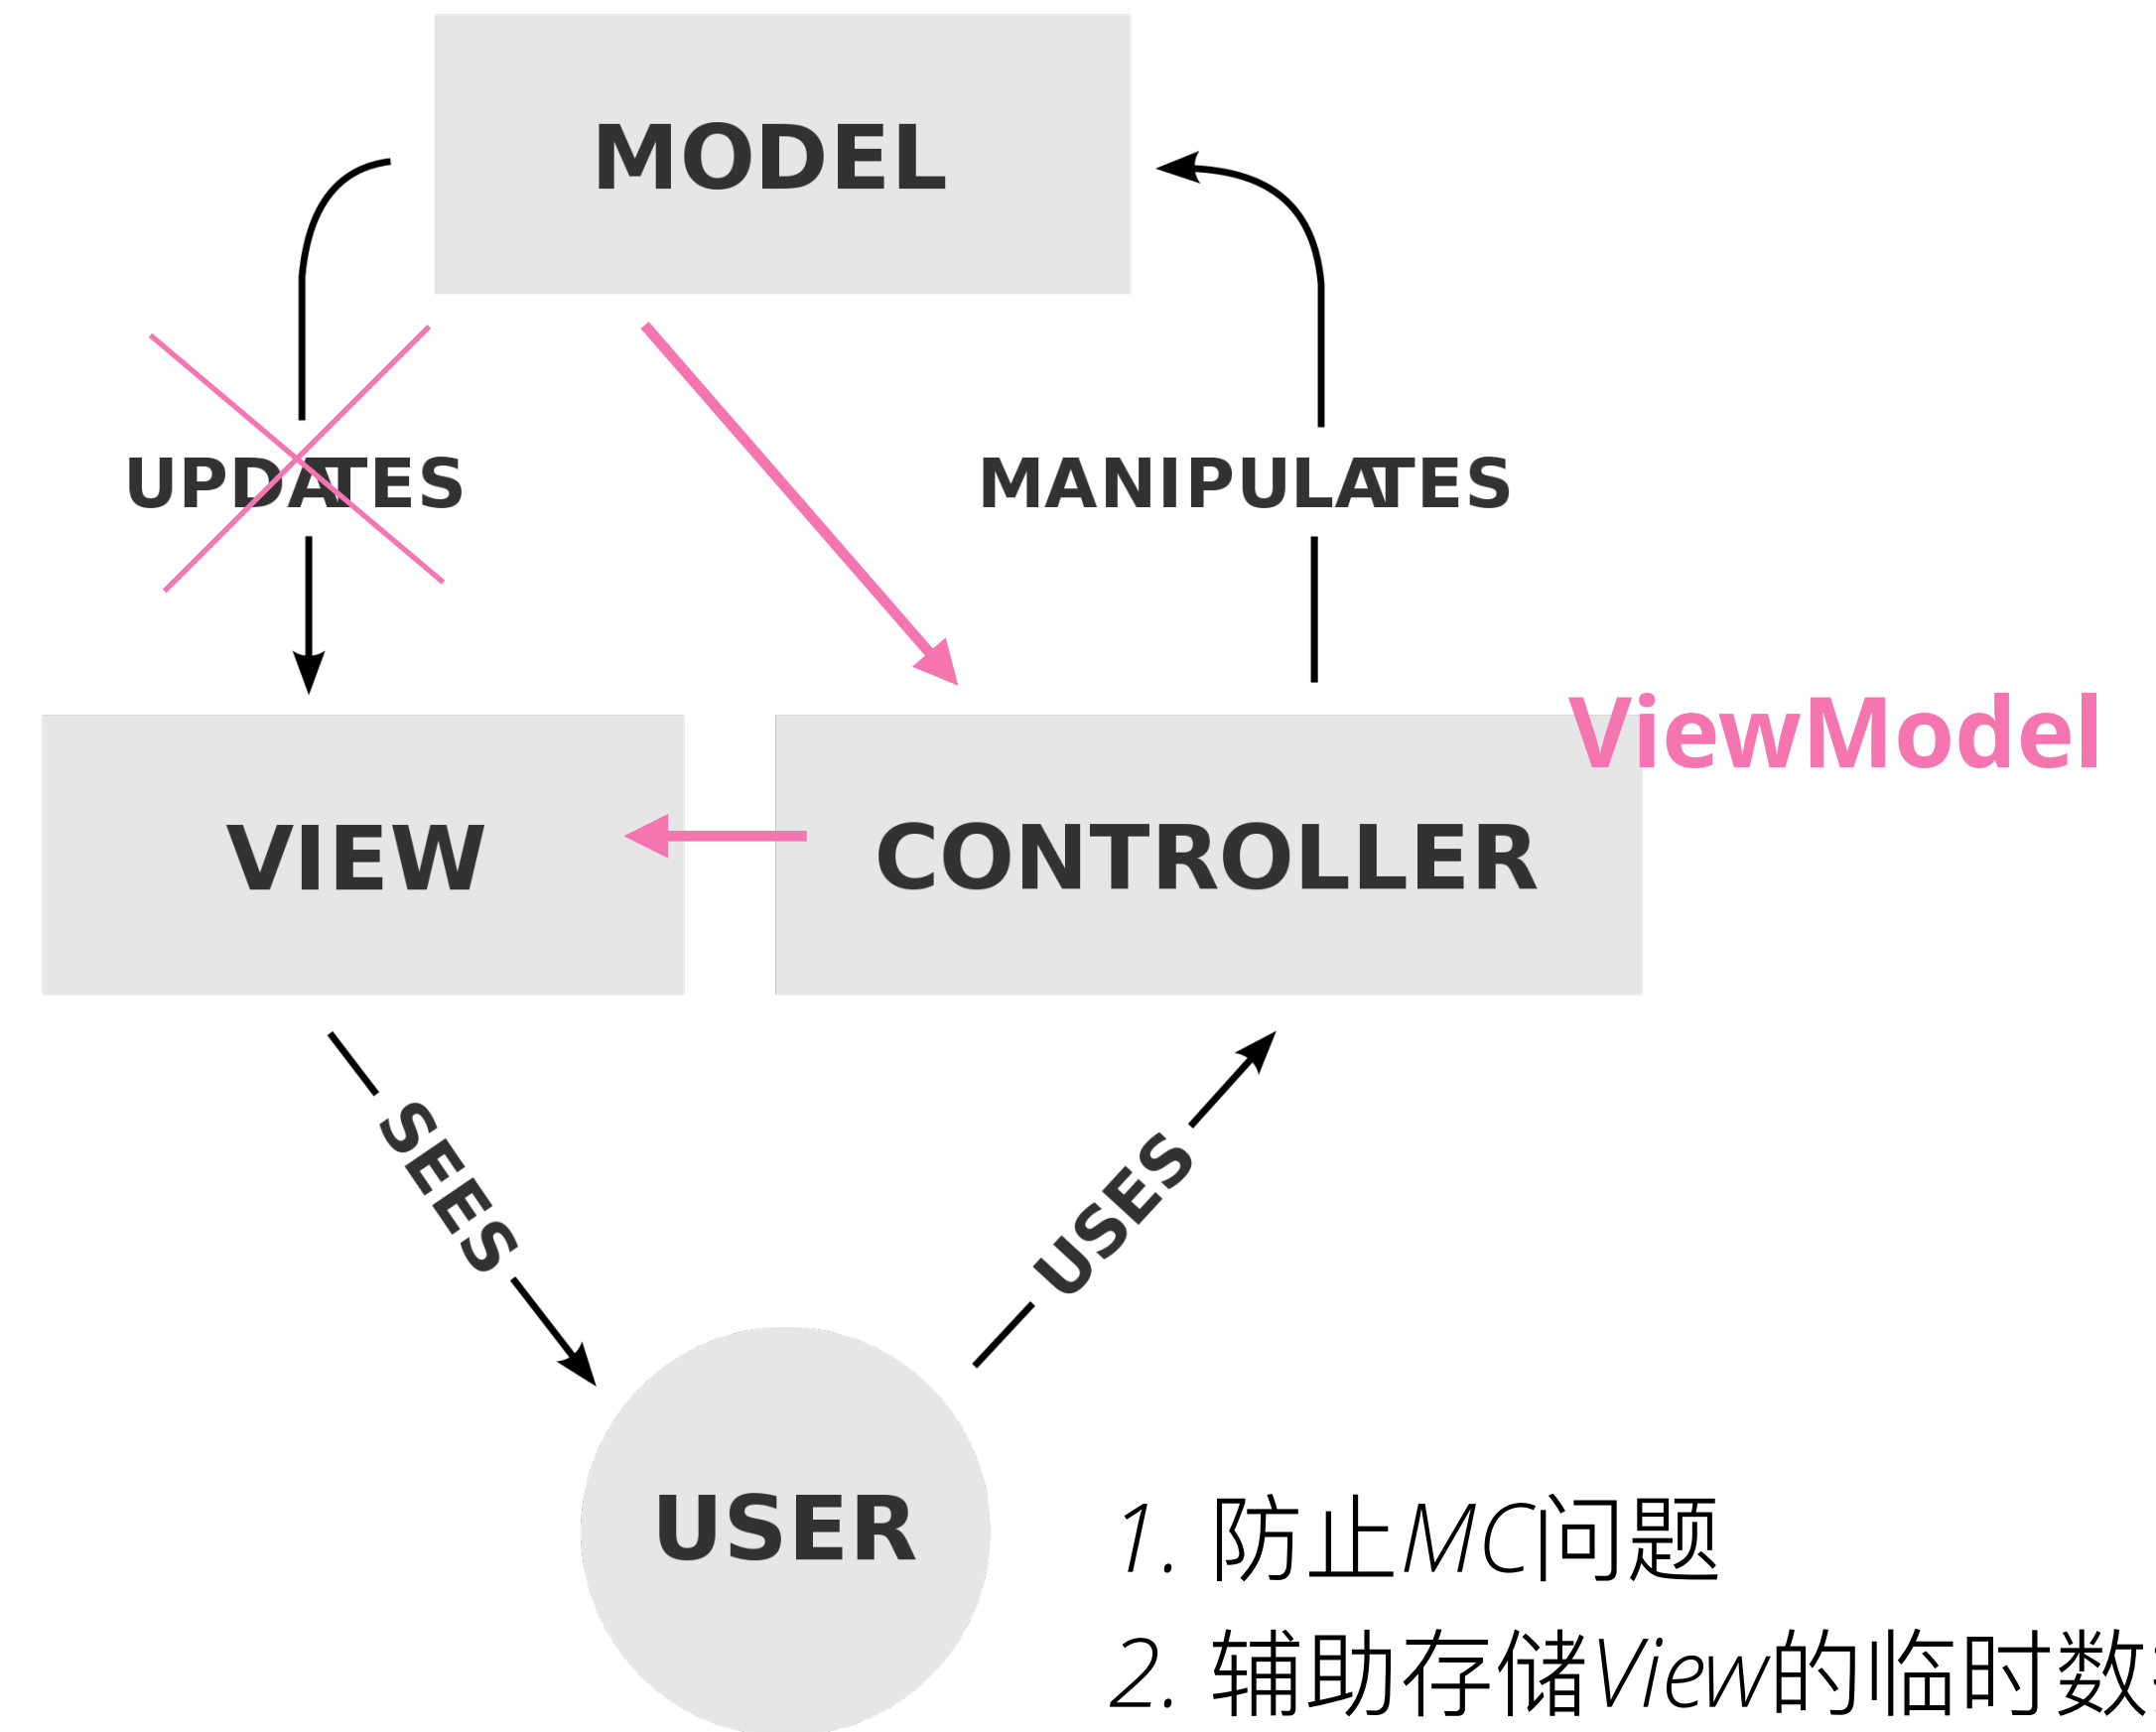 MODEL
UPDATES
MANIPULATES
ViewModel
VIEW
CONTROLLER
SEES
USES
USER
1. 防止MC问题
2. 辅助存储View的临时数